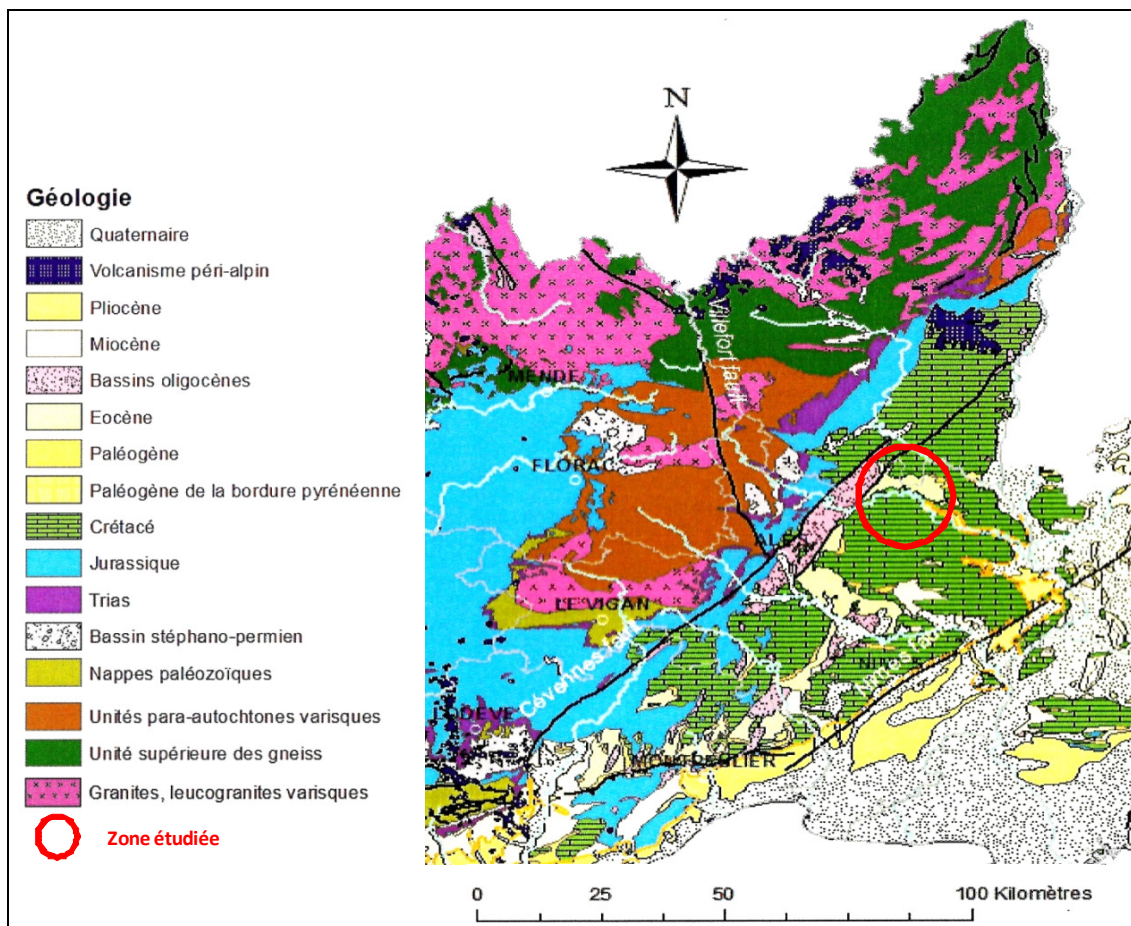 N
Géologie
Quaternaire
Volcanisme péri-alpin
Pliocène
Miocène
Bassins oligocènes
Eocène
Paléogène
Paléogène de la bordure pyrénéenne
Crétacé
Jurassique
Trias
Bassin stéphano-permien
Nappes paléozoïques
Unités para-autochtones varisques
Unité supérieure des gneiss
Granites, leucogranites varisques
Zone étudiée
Villefort fault
MENDE
FLORAC
LE VIGAN
Cévennes fault
Nîmes fault
MONTPELLIER
0 25 50 100 Kilomètres